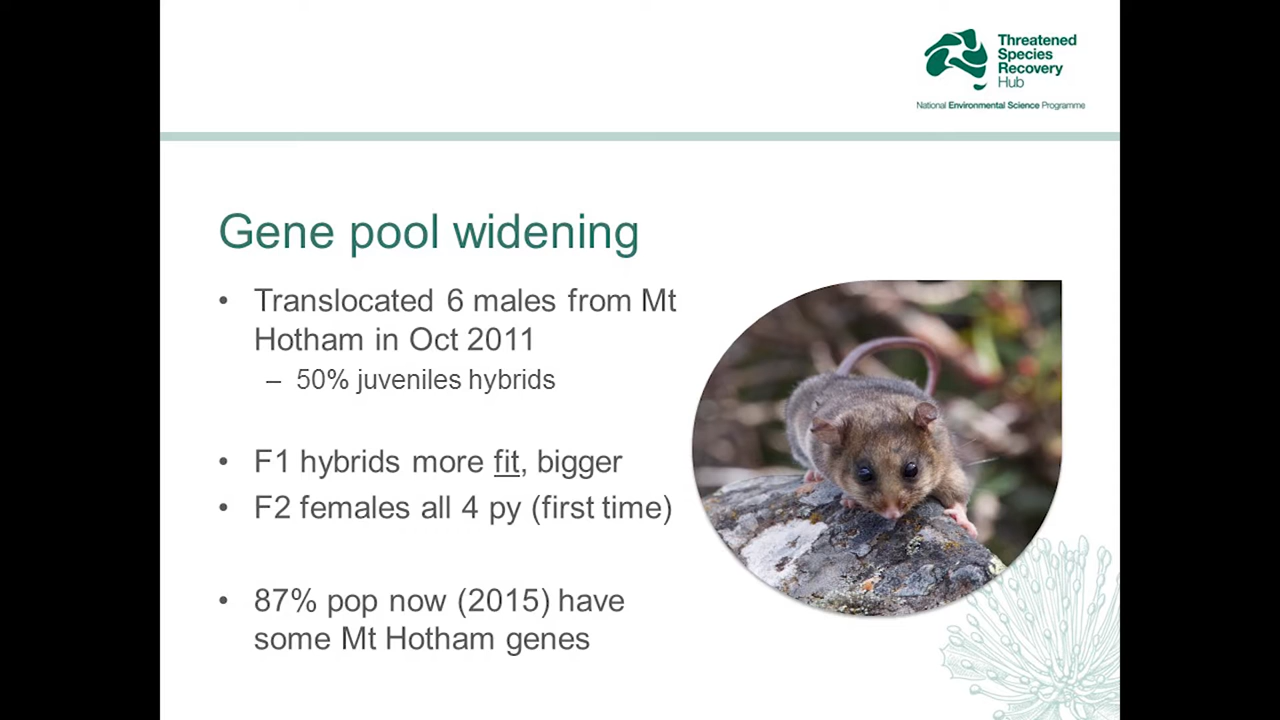 Threatened
Species
Recovery
Hub
National Environmental Science Programme
Gene pool widening
• Translocated 6 males from Mt
Hotham in Oct 2011
– 50% juveniles hybrids
• F1 hybrids more fit, bigger
• F2 females all 4 py (first time)
• 87% pop now (2015) have
some Mt Hotham genes